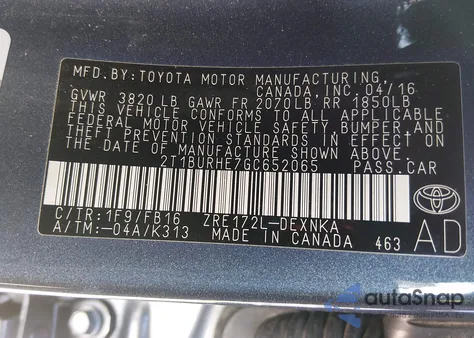 MFD. BY: TOYOTA MOTOR MANUFACTURING,
CANADA, INC. 04/16
GVWR 3820 LB GAWR FR 2070LB RR 1850LB
THIS VEHICLE CONFORMS TO ALL APPLICABLE
FEDERAL MOTOR VEHICLE SAFETY, BUMPER, AND
THEFT PREVENTION STANDARDS IN EFFECT ON
THE DATE OF MANUFACTURE SHOWN ABOVE.
2T1BURHE7GC652065 PASS.CAR
C/TR: 1F9/FB16 ZRE172L-DEXNKA
A/TM: -04A/K313 MADE IN CANADA 463
AD
autoSnap